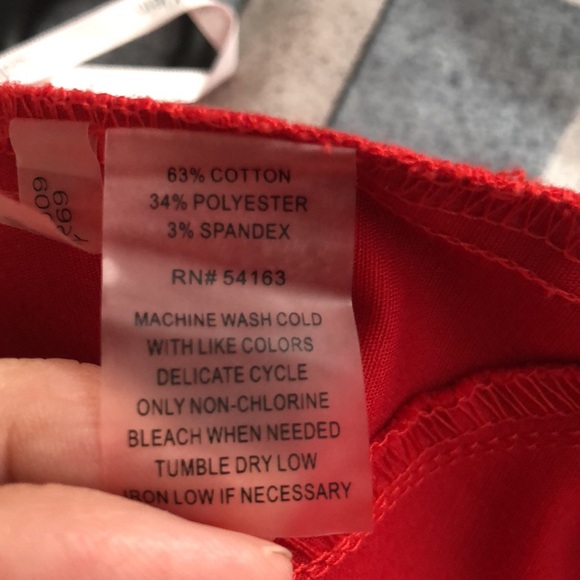 63% COTTON
34% POLYESTER
3% SPANDEX
RN# 54163
MACHINE WASH COLD
WITH LIKE COLORS
DELICATE CYCLE
ONLY NON-CHLORINE
BLEACH WHEN NEEDED
TUMBLE DRY LOW
IRON LOW IF NECESSARY